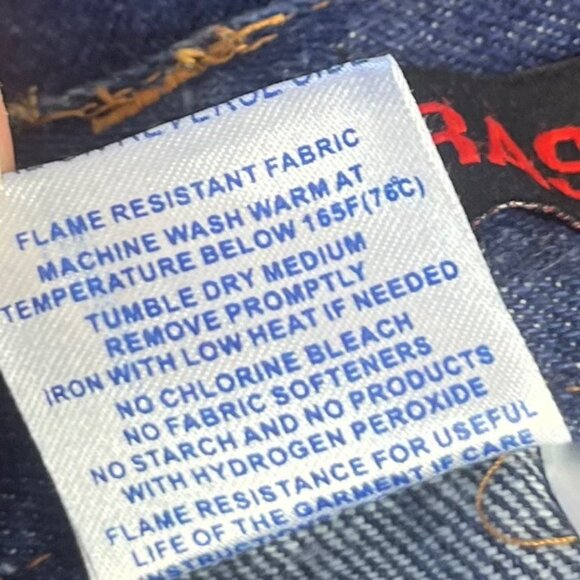 FLAME RESISTANT FABRIC
MACHINE WASH WARM AT
TEMPERATURE BELOW 165F(76°C)
TUMBLE DRY MEDIUM
REMOVE PROMPTLY
IRON WITH LOW HEAT IF NEEDED
NO CHLORINE BLEACH
NO FABRIC SOFTENERS
NO STARCH AND NO PRODUCTS
WITH HYDROGEN PEROXIDE
FLAME RESISTANCE FOR USEFUL
LIFE OF THE GARMENT IF CARE
RAS